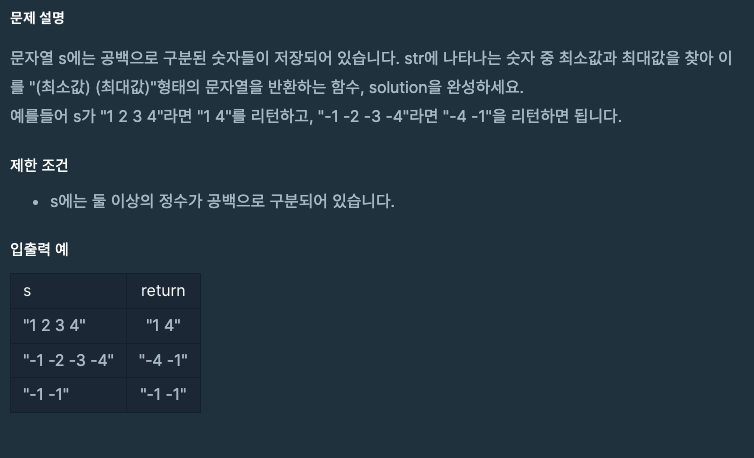 문제 설명
문자열 s에는 공백으로 구분된 숫자들이 저장되어 있습니다. str에 나타나는 숫자 중 최소값과 최대값을 찾아 이
를 "(최소값) (최대값)"형태의 문자열을 반환하는 함수, solution을 완성하세요.
예를들어 s가 "1 2 3 4"라면 "1 4"를 리턴하고, "-1 -2 -3 -4"라면 "-4 -1"을 리턴하면 됩니다.
제한 조건
• s에는 둘 이상의 정수가 공백으로 구분되어 있습니다.
입출력 예
s return
"1 2 3 4" "1 4"
"-1 -2 -3 -4" "-4 -1"
"-1 -1" "-1 -1"